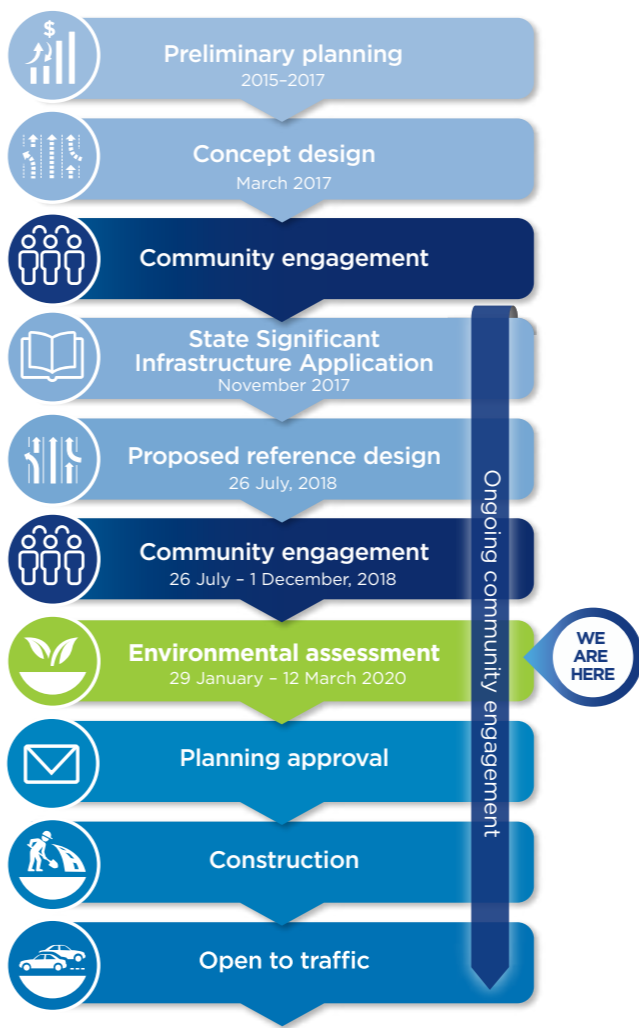 $
Preliminary planning
2015–2017
Concept design
March 2017
Community engagement
State Significant
Infrastructure Application
November 2017
Proposed reference design
26 July, 2018
Community engagement
26 July – 1 December, 2018
Environmental assessment
29 January – 12 March 2020
WE
ARE
HERE
Planning approval
Construction
Open to traffic
Ongoing community engagement